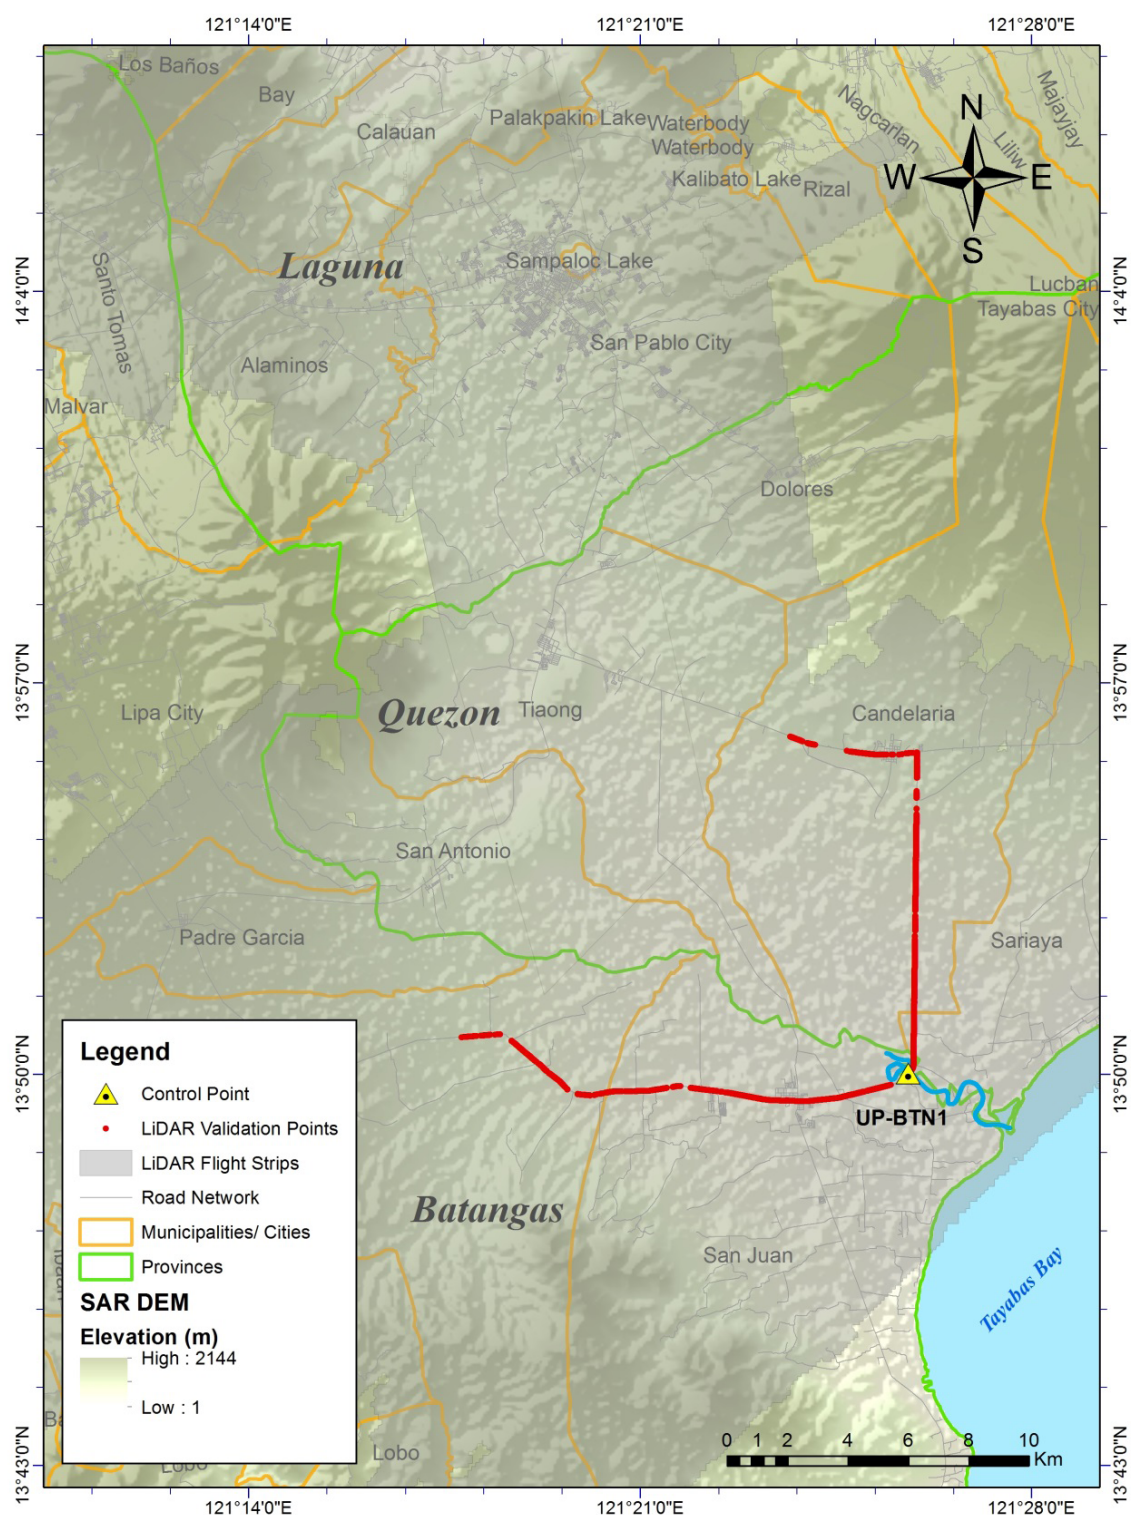 121°14'0"E
121°21'0"E
121°28'0"E
Los Baños
Bay
Calauan
Palakpakin Lake
Waterbody
Waterbody
Kalibato Lake
Rizal
Nagcarlan
Liliw
Majayjay
N
W
E
S
Laguna
Sampaloc Lake
Santo Tomas
14°4'0"N
14°4'0"N
Lucban
Tayabas City
San Pablo City
Alaminos
Malvar
Dolores
13°57'0"N
13°57'0"N
Lipa City
Quezon
Tiaong
Candelaria
San Antonio
Padre Garcia
Sariaya
13°50'0"N
13°50'0"N
UP-BTN1
Batangas
San Juan
Tayabas Bay
Legend
Control Point
LiDAR Validation Points
LiDAR Flight Strips
Road Network
Municipalities/ Cities
Provinces
SAR DEM
Elevation (m)
High : 2144
Low : 1
Lobo
Lobo
0 1 2 4 6 8 10
Km
13°43'0"N
13°43'0"N
121°14'0"E
121°21'0"E
121°28'0"E